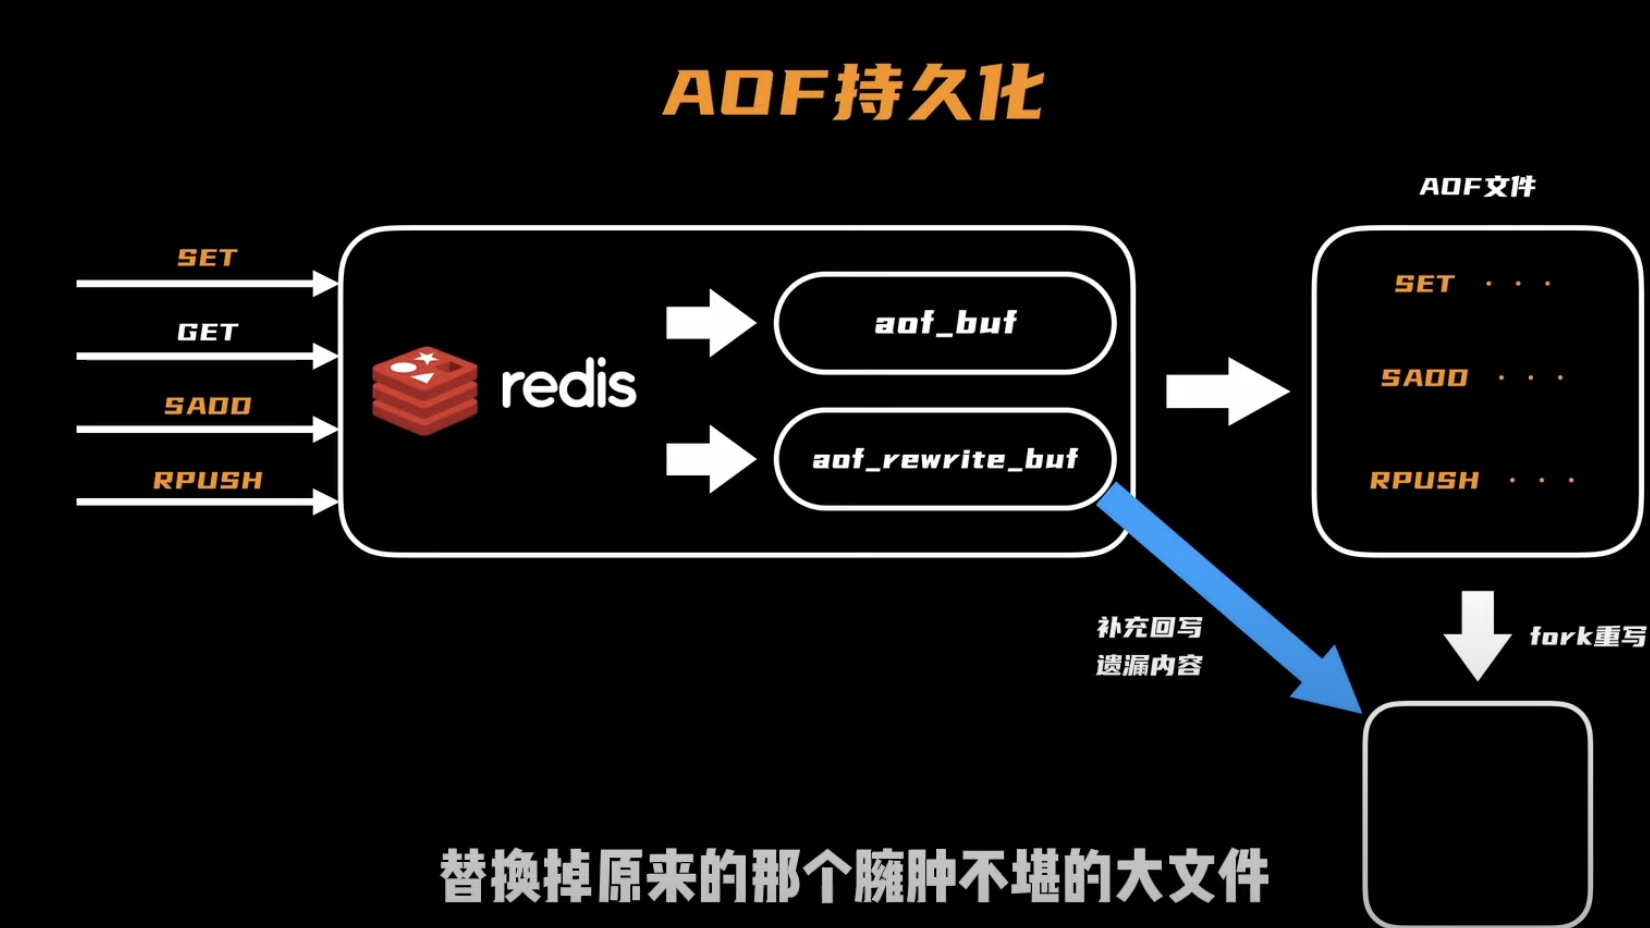 AOF持久化
AOF文件
SET
GET
SADD
RPUSH
redis
aof_buf
aof_rewrite_buf
SET · · ·
SADD · · ·
RPUSH · · ·
补充回写
遗漏内容
fork重写
替换掉原来的那个臃肿不堪的大文件